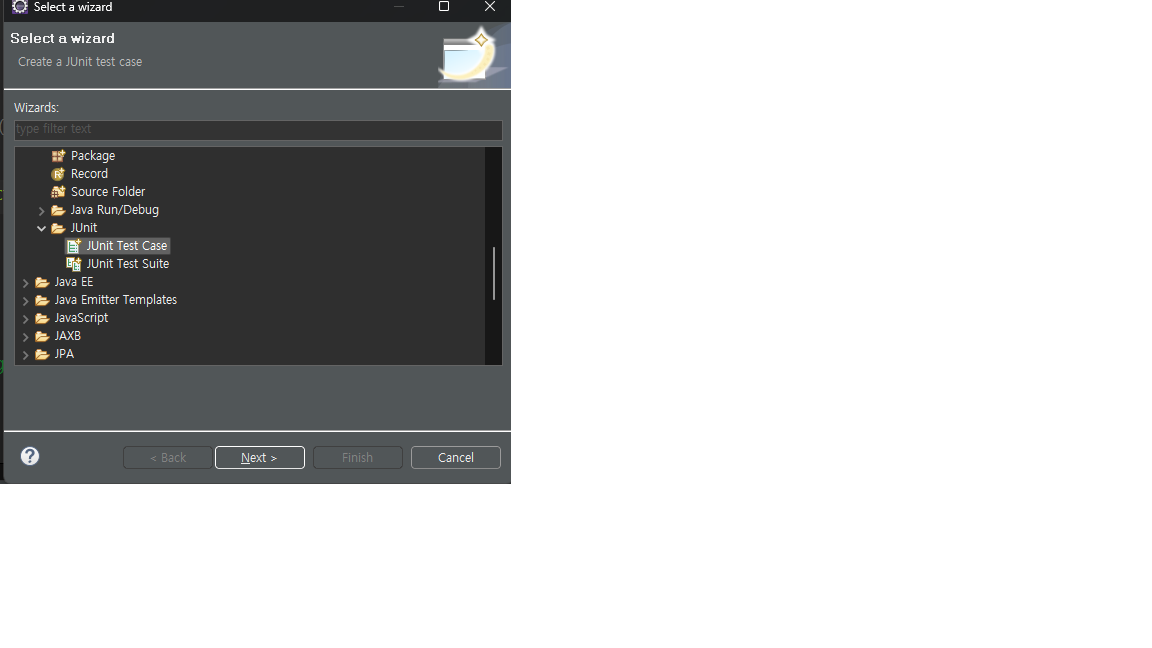 Select a wizard
Select a wizard
Create a JUnit test case
Wizards:
type filter text
Package
Record
Source Folder
Java Run/Debug
JUnit
JUnit Test Case
JUnit Test Suite
Java EE
Java Emitter Templates
JavaScript
JAXB
JPA
< Back Next > Finish Cancel